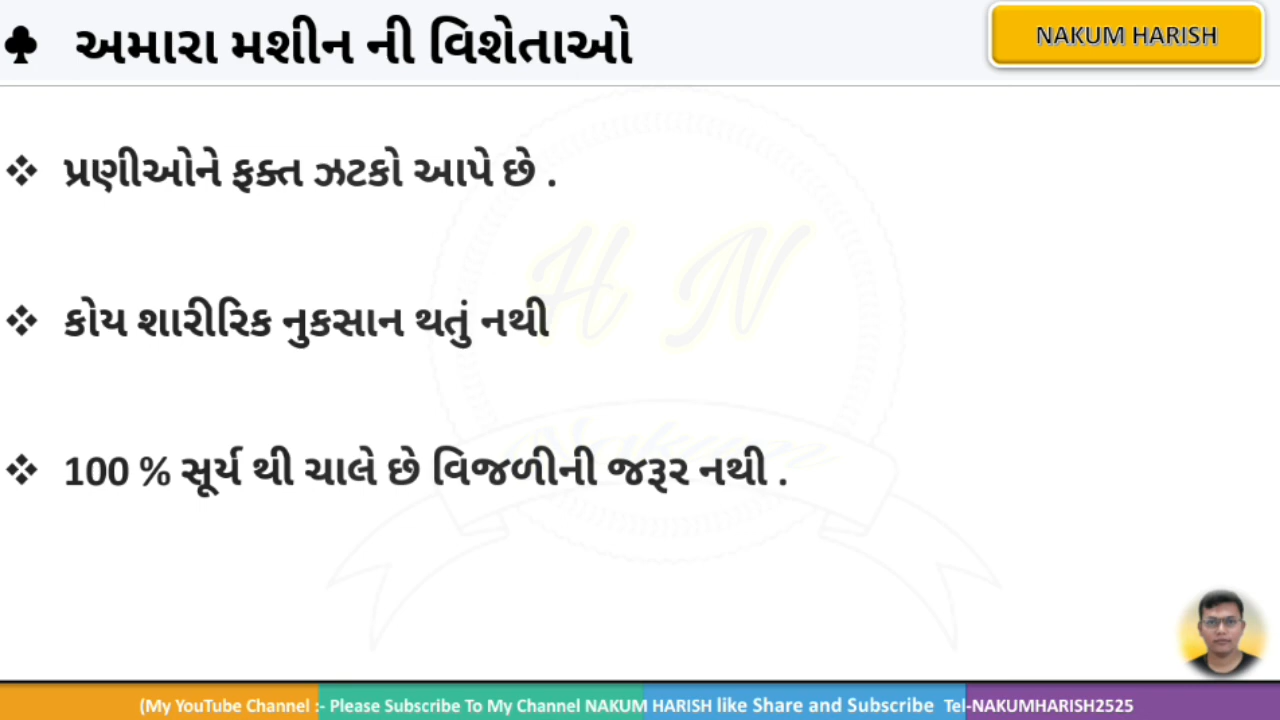 ♣ અમારા મશીન ની વિશેતાઓ
NAKUM HARISH
❖ પ્રણીઓને ફક્ત ઝટકો આપે છે .
H N
❖ કોય શારીરિક નુકસાન થતું નથી
Nakum
❖ 100 % સૂર્ય થી ચાલે છે વિજળીની જરૂર નથી .
(My YouTube Channel :- Please Subscribe To My Channel NAKUM HARISH like Share and Subscribe Tel-NAKUMHARISH2525